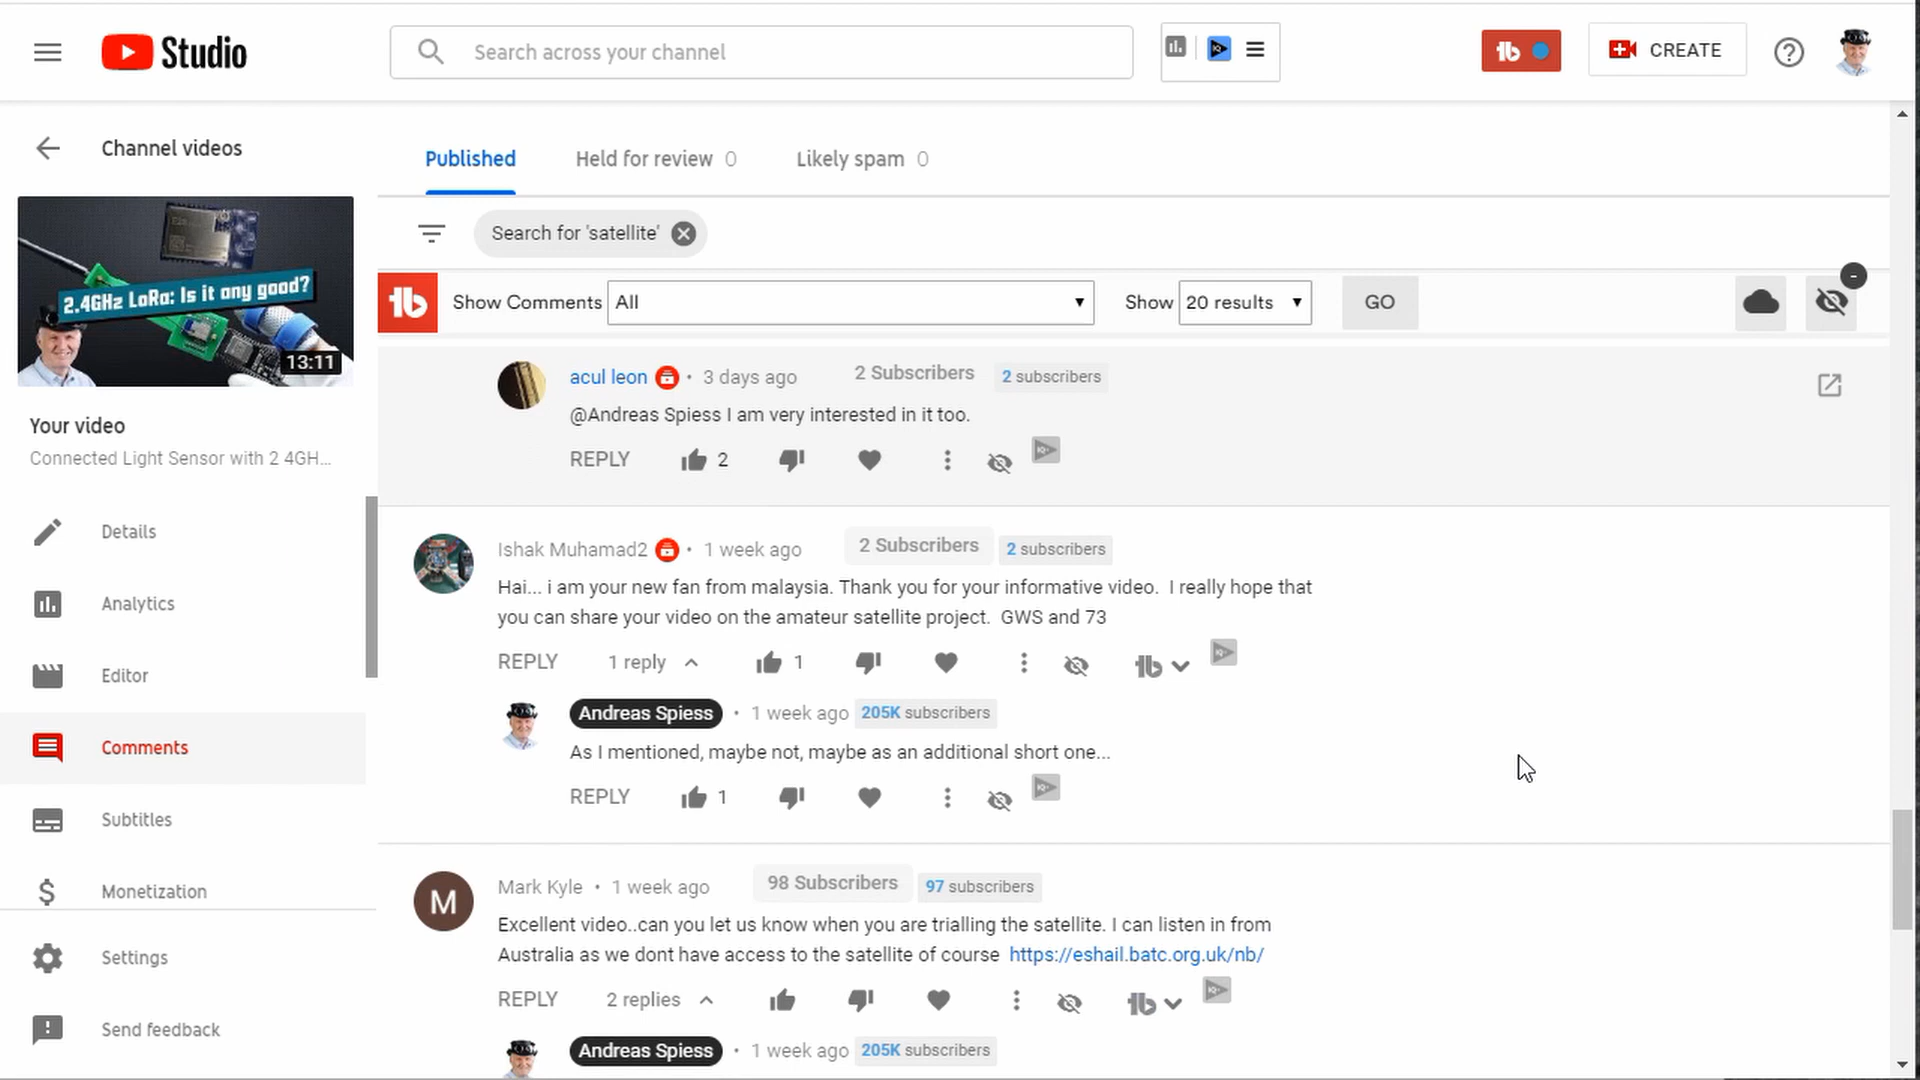 Studio
Search across your channel
CREATE
Channel videos
2.4GHz LoRa: Is it any good?
13:11
Your video
Connected Light Sensor with 2 4GH...
Details
Analytics
Editor
Comments
Subtitles
Monetization
Settings
Send feedback
Published
Held for review 0
Likely spam 0
Search for 'satellite'
Show Comments All
Show 20 results
GO
-
acul leon • 3 days ago 2 Subscribers 2 subscribers
@Andreas Spiess I am very interested in it too.
REPLY 2
Ishak Muhamad2 • 1 week ago 2 Subscribers 2 subscribers
Hai... i am your new fan from malaysia. Thank you for your informative video. I really hope that
you can share your video on the amateur satellite project. GWS and 73
REPLY 1 reply 1
Andreas Spiess • 1 week ago 205K subscribers
As I mentioned, maybe not, maybe as an additional short one...
REPLY 1
M
Mark Kyle • 1 week ago 98 Subscribers 97 subscribers
Excellent video..can you let us know when you are trialling the satellite. I can listen in from
Australia as we dont have access to the satellite of course https://eshail.batc.org.uk/nb/
REPLY 2 replies
Andreas Spiess • 1 week ago 205K subscribers